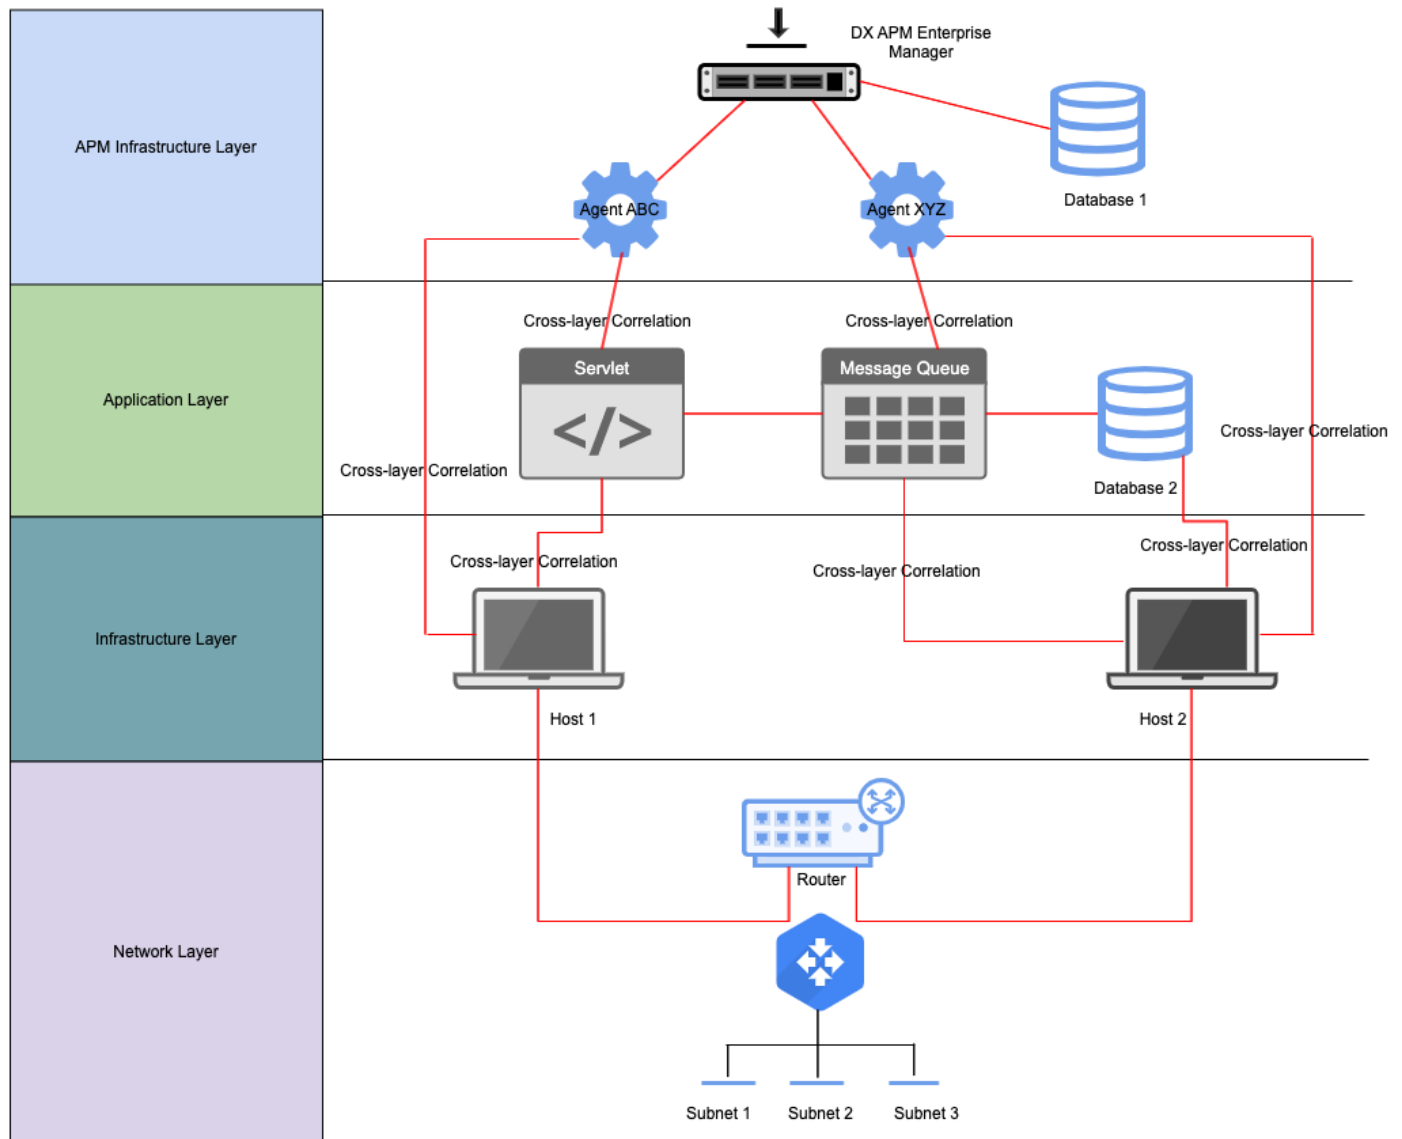 DX APM Enterprise
Manager
APM Infrastructure Layer
Database 1
Agent ABC
Agent XYZ
Cross-layer Correlation
Cross-layer Correlation
Servlet
Message Queue
</>
Application Layer
Cross-layer Correlation
Cross-layer Correlation
Database 2
Cross-layer Correlation
Cross-layer Correlation
Cross-layer Correlation
Infrastructure Layer
Host 1
Host 2
Router
Network Layer
Subnet 1
Subnet 2
Subnet 3